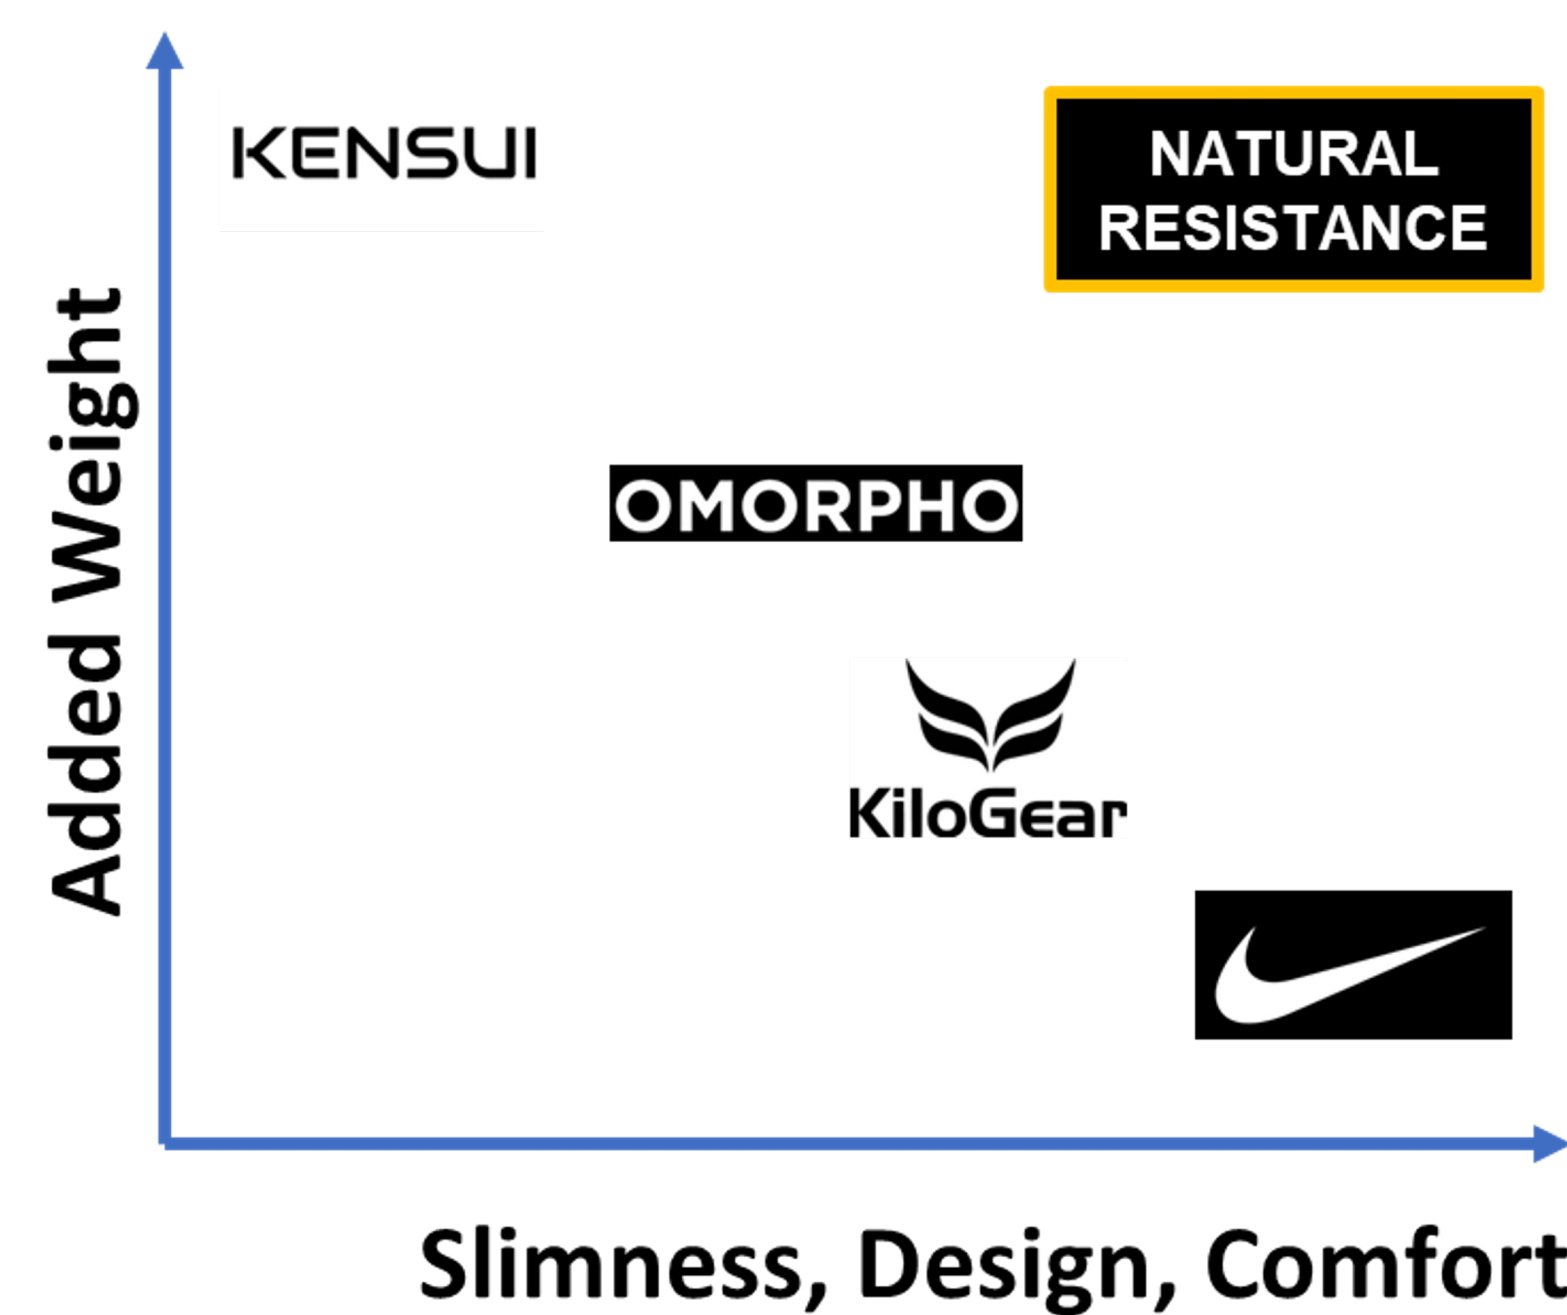 KENSUI
NATURAL
RESISTANCE
Added Weight
OMORPHO
KiloGear
Slimness, Design, Comfort